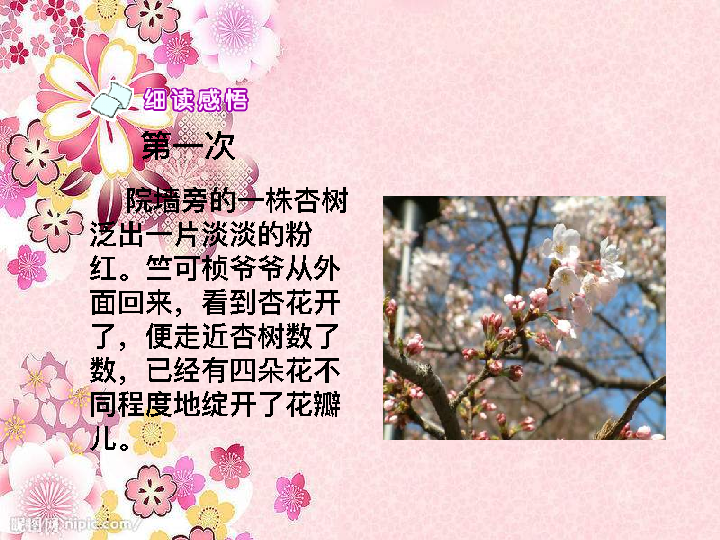 细读感悟
第一次
院墙旁的一株杏树
泛出一片淡淡的粉
红。竺可桢爷爷从外
面回来，看到杏花开
了，便走近杏树数了
数，已经有四朵花不
同程度地绽开了花瓣
儿。
昵图网 nipic.com/